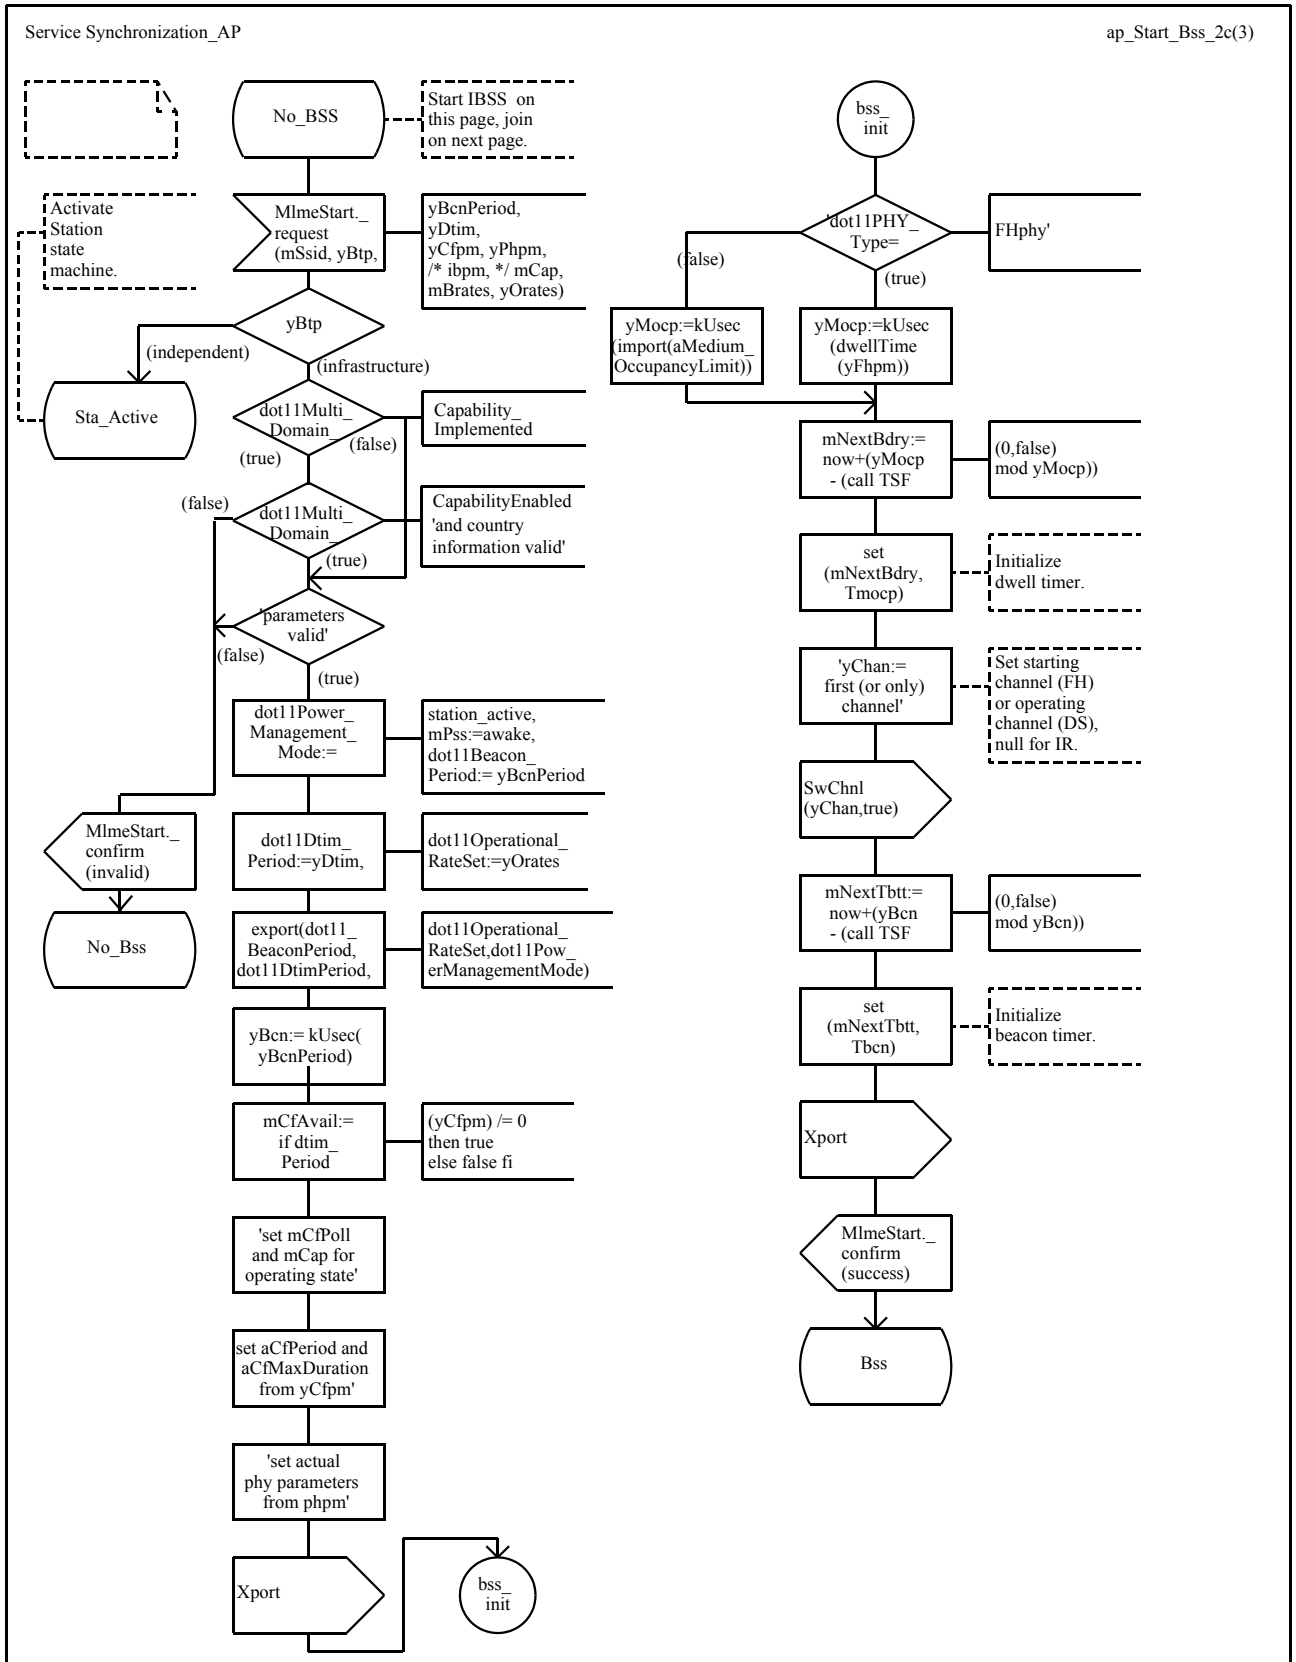 Service Synchronization_AP
ap_Start_Bss_2c(3)
No_BSS
Start IBSS on
this page, join
on next page.
Activate
Station
state
machine.
MlmeStart._
request
(mSsid, yBtp,
yBcnPeriod,
yDtim,
yCfpm, yPhpm,
/* ibpm, */ mCap,
mBrates, yOrates)
yBtp
(independent)
(infrastructure)
Sta_Active
dot11Multi_
Domain_
(false)
(true)
Capability_
Implemented
(false)
dot11Multi_
Domain_
(true)
CapabilityEnabled
'and country
information valid'
'parameters
valid'
(false)
(true)
dot11Power_
Management_
Mode:=
station_active,
mPss:=awake,
dot11Beacon_
Period:= yBcnPeriod
MlmeStart._
confirm
(invalid)
No_Bss
dot11Dtim_
Period:=yDtim,
dot11Operational_
RateSet:=yOrates
export(dot11_
BeaconPeriod,
dot11DtimPeriod,
dot11Operational_
RateSet,dot11Pow_
erManagementMode)
yBcn:= kUsec(
yBcnPeriod)
mCfAvail:=
if dtim_
Period
(yCfpm) /= 0
then true
else false fi
'set mCfPoll
and mCap for
operating state'
set aCfPeriod and
aCfMaxDuration
from yCfpm'
'set actual
phy parameters
from phpm'
Xport
bss_
init
bss_
init
'dot11PHY_
Type=
FHphy'
(false)
(true)
yMocp:=kUsec
(import(aMedium_
OccupancyLimit))
yMocp:=kUsec
(dwellTime
(yFhpm))
mNextBdry:=
now+(yMocp
- (call TSF
(0,false)
mod yMocp))
set
(mNextBdry,
Tmocp)
Initialize
dwell timer.
'yChan:=
first (or only)
channel'
Set starting
channel (FH)
or operating
channel (DS),
null for IR.
SwChnl
(yChan,true)
mNextTbtt:=
now+(yBcn
- (call TSF
(0,false)
mod yBcn))
set
(mNextTbtt,
Tbcn)
Initialize
beacon timer.
Xport
MlmeStart._
confirm
(success)
Bss